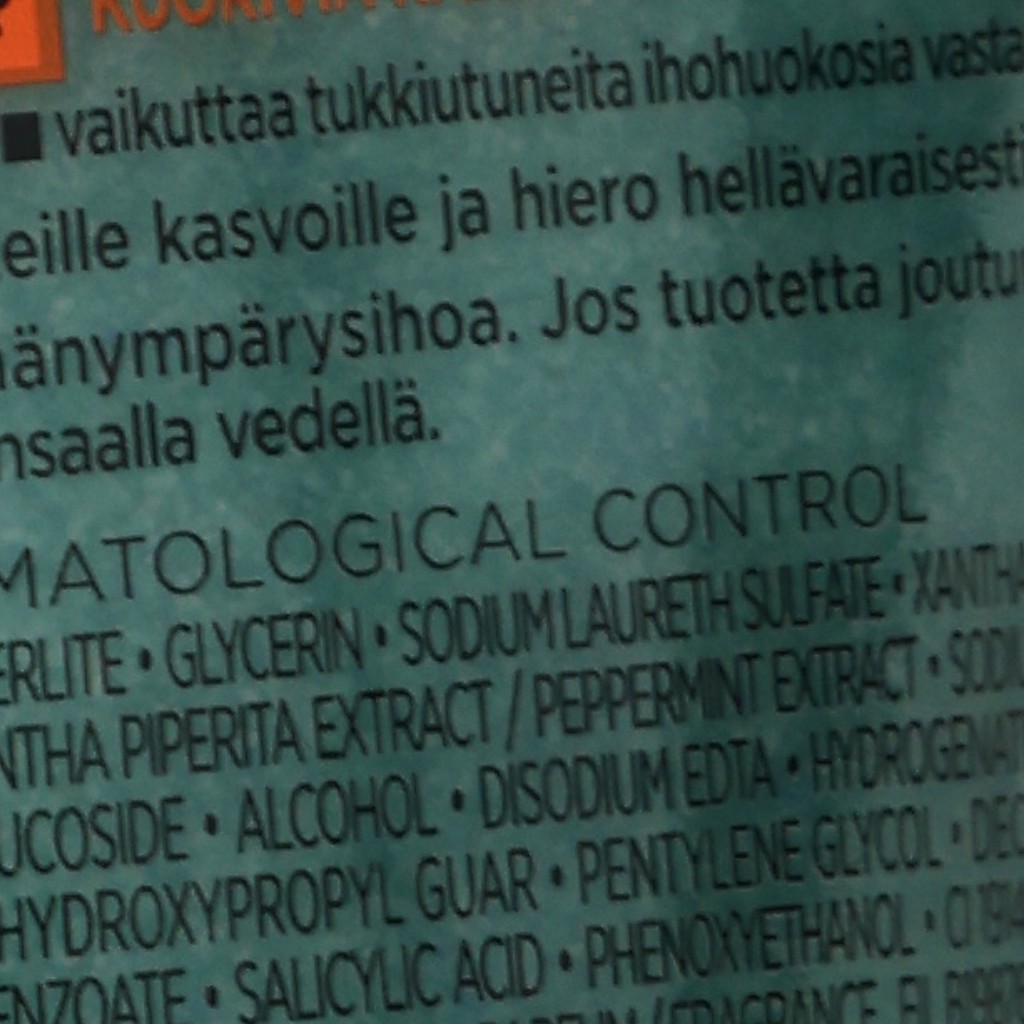 ■ vaikuttaa tukkiutuneita ihohuokosia vasta
eille kasvoille ja hiero hellävaraisesti
änympärysihoa. Jos tuotetta joutu
nsaalla vedellä.
MATOLOGICAL CONTROL
ERLITE • GLYCERIN • SODIUM LAURETH SULFATE • XANTHA
NTHA PIPERITA EXTRACT / PEPPERMINT EXTRACT • SODIU
UCOSIDE • ALCOHOL • DISODIUM EDTA • HYDROGENAT
HYDROXYPROPYL GUAR • PENTYLENE GLYCOL • DEC
ENZOATE • SALICYLIC ACID • PHENOXYETHANOL • CI 194
FRAGRANCE.